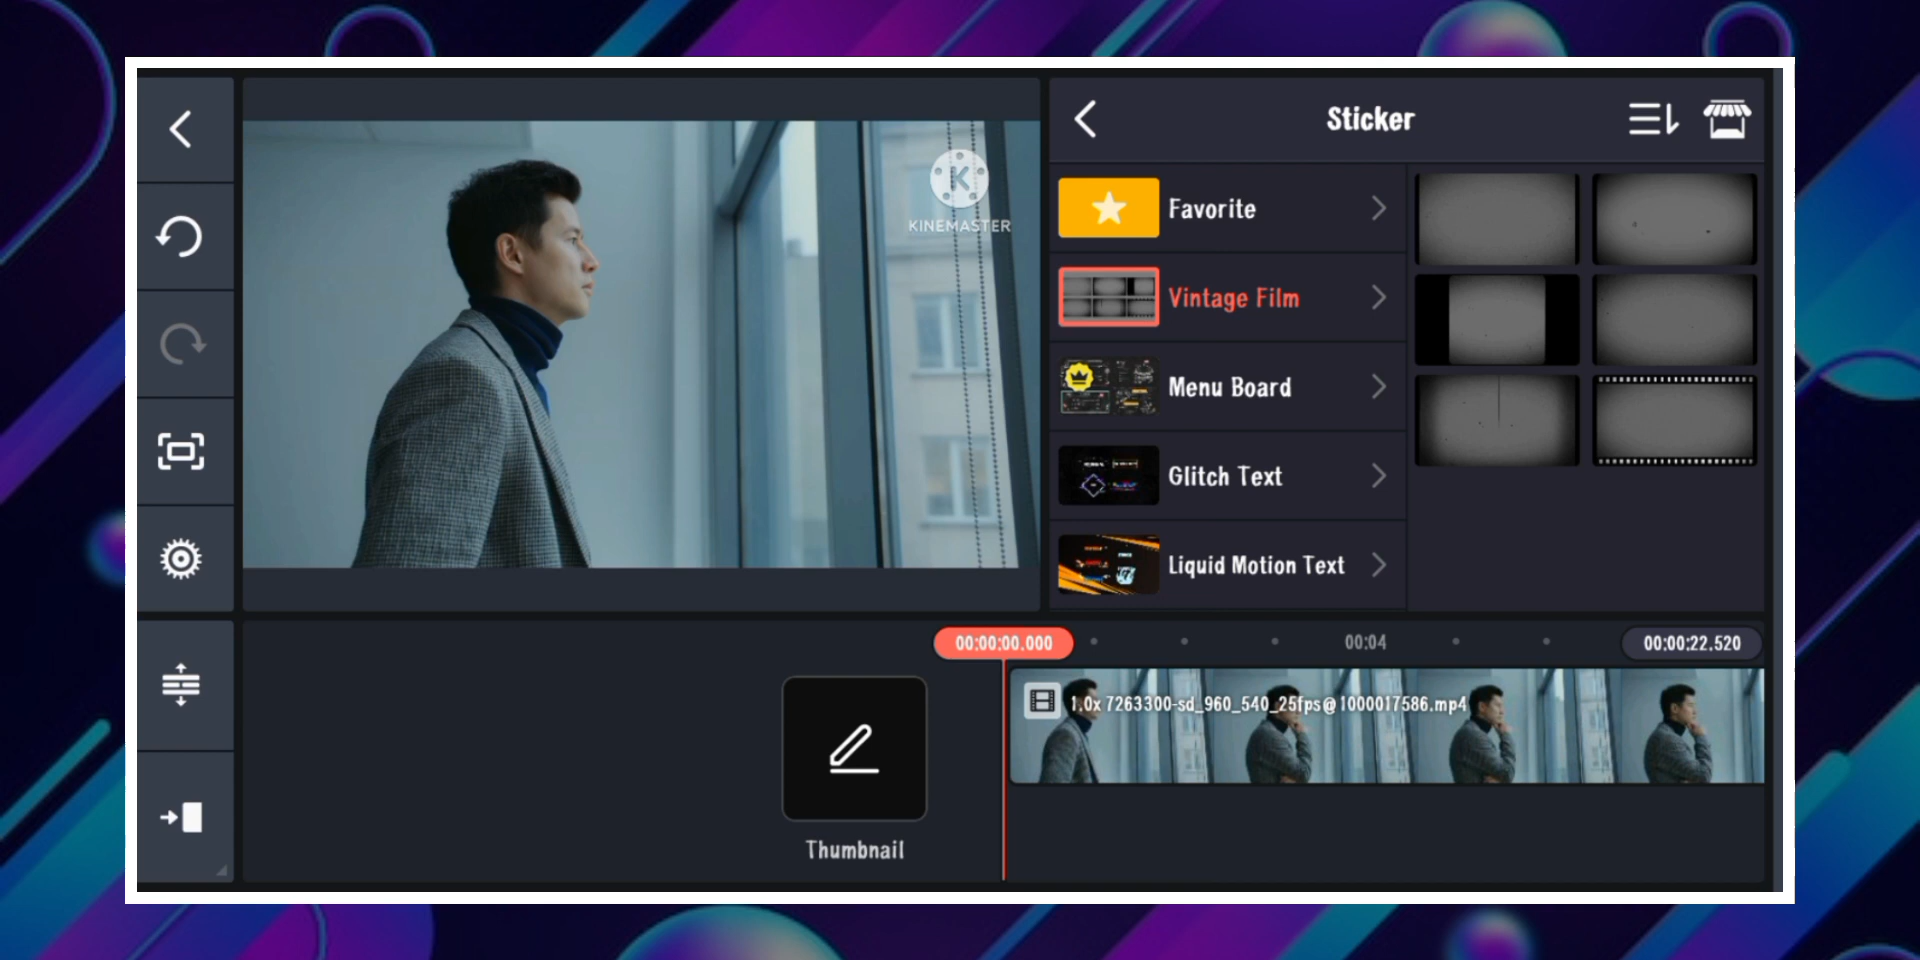 K
KINEMASTER
Sticker
Favorite
Vintage Film
Menu Board
Glitch Text
Liquid Motion Text
00:00:00.000
00:04
00:00:22.520
1.0x 7263300-sd_960_540_25fps@1000017586.mp4
Thumbnail